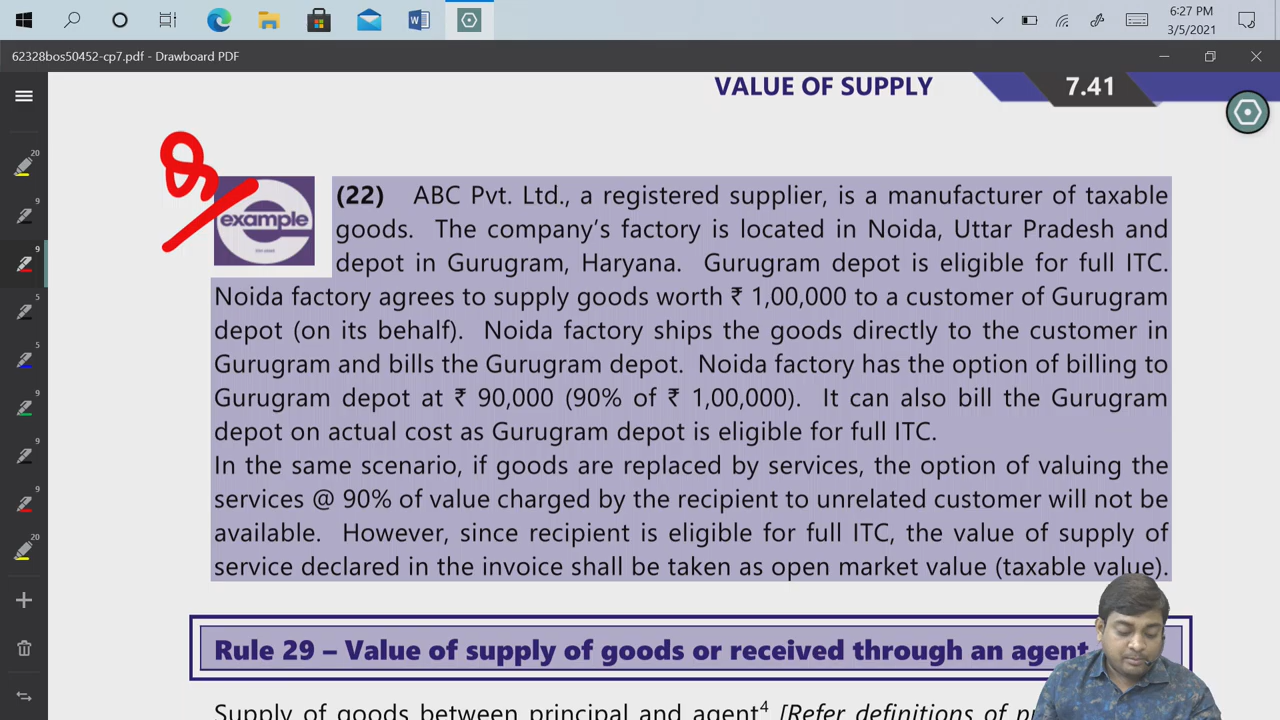 6:27 PM
3/5/2021
62328bos50452-cp7.pdf - Drawboard PDF
VALUE OF SUPPLY 7.41
20
9
9
5
5
9
9
9
20
example
(22) ABC Pvt. Ltd., a registered supplier, is a manufacturer of taxable
goods. The company's factory is located in Noida, Uttar Pradesh and
depot in Gurugram, Haryana. Gurugram depot is eligible for full ITC.
Noida factory agrees to supply goods worth ₹ 1,00,000 to a customer of Gurugram
depot (on its behalf). Noida factory ships the goods directly to the customer in
Gurugram and bills the Gurugram depot. Noida factory has the option of billing to
Gurugram depot at ₹ 90,000 (90% of ₹ 1,00,000). It can also bill the Gurugram
depot on actual cost as Gurugram depot is eligible for full ITC.
In the same scenario, if goods are replaced by services, the option of valuing the
services @ 90% of value charged by the recipient to unrelated customer will not be
available. However, since recipient is eligible for full ITC, the value of supply of
service declared in the invoice shall be taken as open market value (taxable value).
Rule 29 – Value of supply of goods or received through an agent
Supply of goods between principal and agent⁴ [Refer definitions of